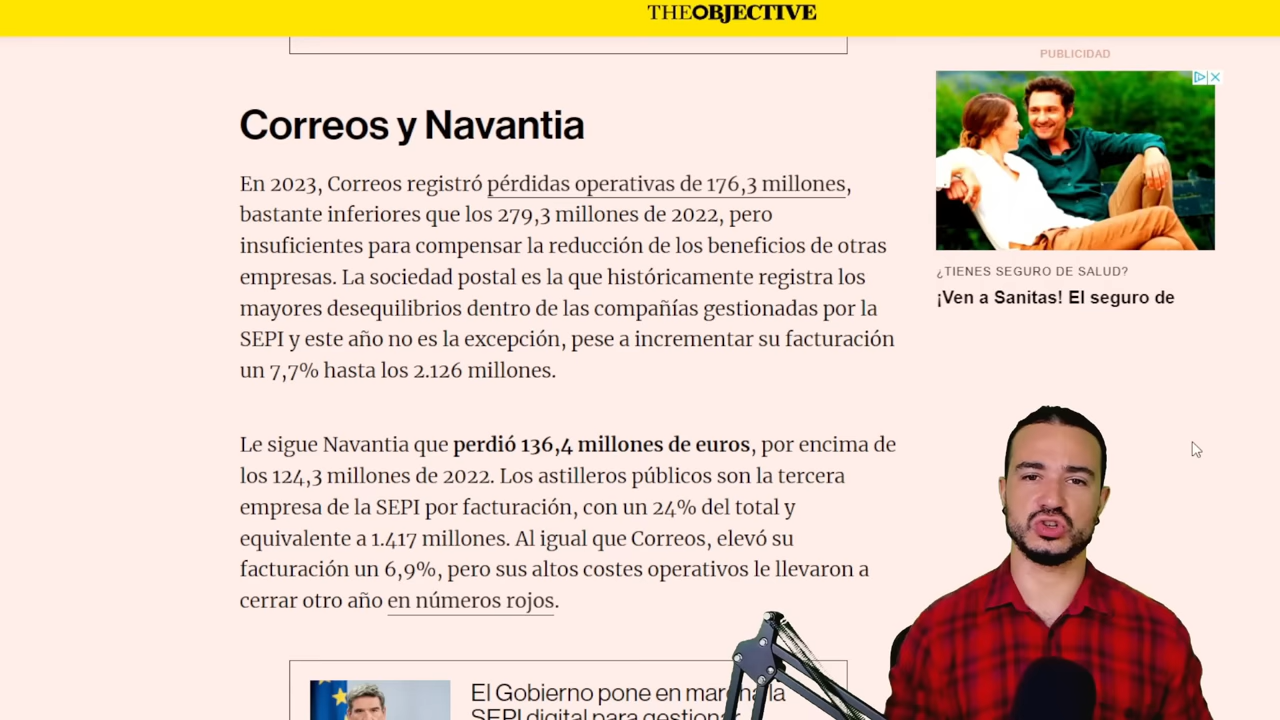 THEOBJECTIVE
PUBLICIDAD
Correos y Navantia
En 2023, Correos registró pérdidas operativas de 176,3 millones,
bastante inferiores que los 279,3 millones de 2022, pero
insuficientes para compensar la reducción de los beneficios de otras
empresas. La sociedad postal es la que históricamente registra los
mayores desequilibrios dentro de las compañías gestionadas por la
SEPI y este año no es la excepción, pese a incrementar su facturación
un 7,7% hasta los 2.126 millones.
¿TIENES SEGURO DE SALUD?
¡Ven a Sanitas! El seguro de
Le sigue Navantia que perdió 136,4 millones de euros, por encima de
los 124,3 millones de 2022. Los astilleros públicos son la tercera
empresa de la SEPI por facturación, con un 24% del total y
equivalente a 1.417 millones. Al igual que Correos, elevó su
facturación un 6,9%, pero sus altos costes operativos le llevaron a
cerrar otro año en números rojos.
El Gobierno pone en marcha la
SEPI digital para gestionar